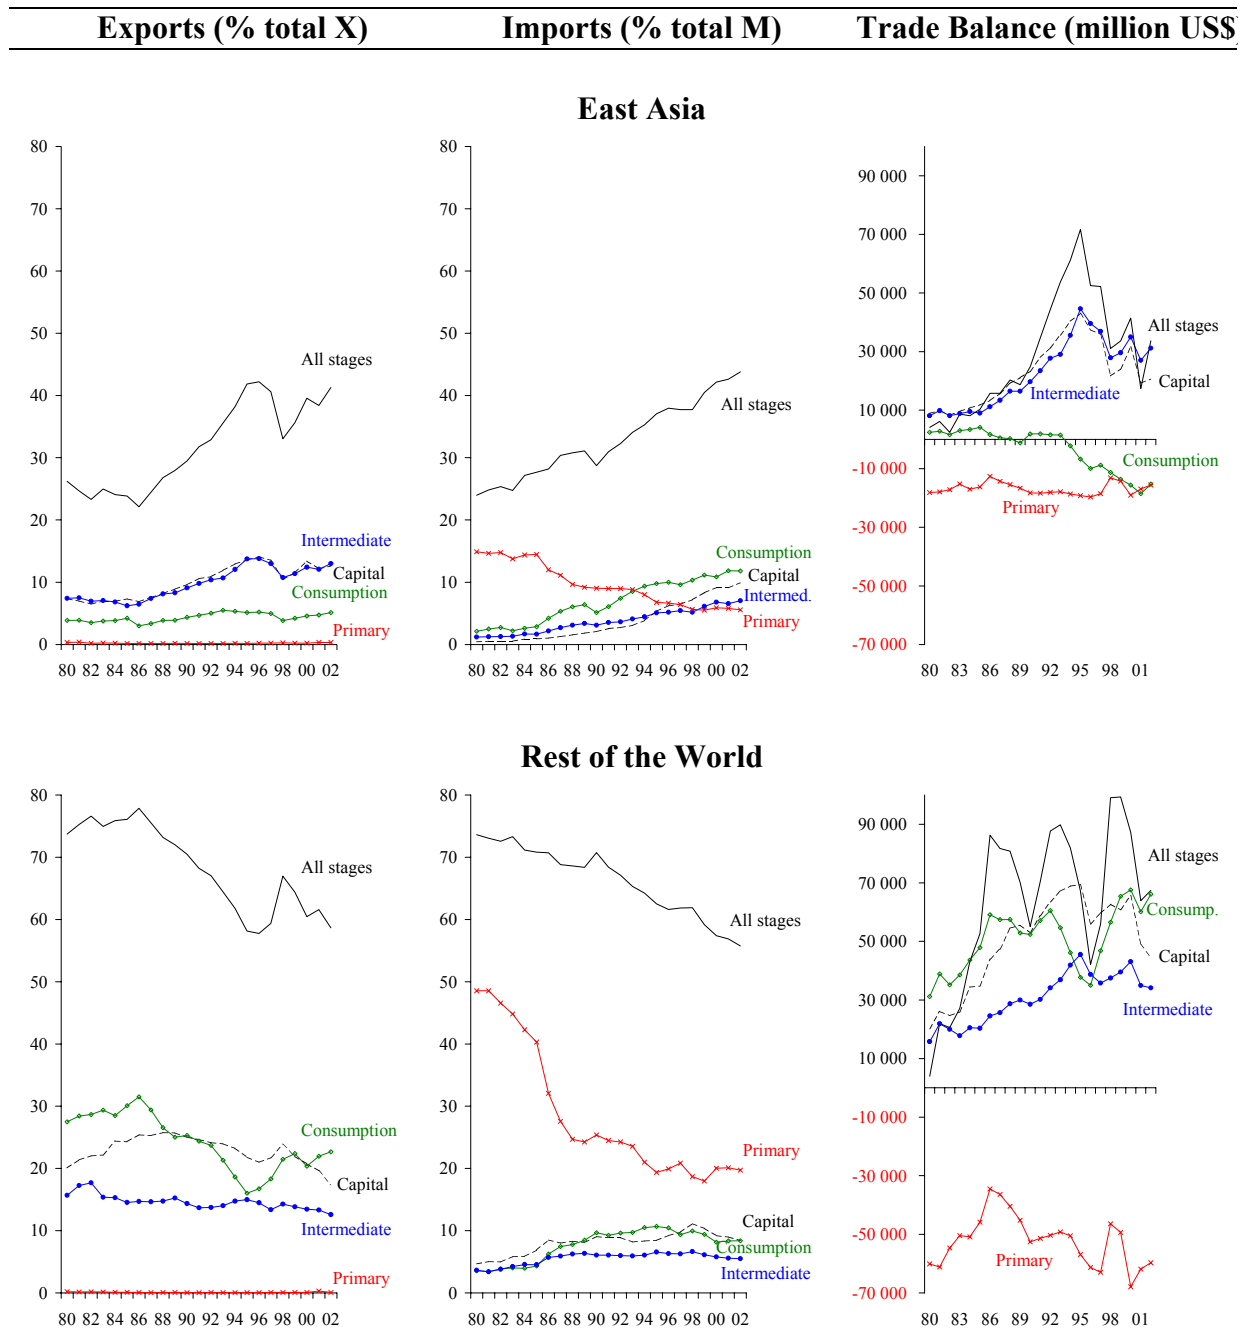 Exports (% total X) Imports (% total M) Trade Balance (million US$)
East Asia
80
70
60
50
40
30
20
10
0
All stages
Intermediate
Capital
Consumption
Primary
80 82 84 86 88 90 92 94 96 98 00 02
80
70
60
50
40
30
20
10
0
All stages
Consumption
Capital
Intermed.
Primary
80 82 84 86 88 90 92 94 96 98 00 02
90 000
70 000
50 000
30 000
10 000
-10 000
-30 000
-50 000
-70 000
All stages
Capital
Intermediate
Consumption
Primary
80 83 86 89 92 95 98 01
Rest of the World
80
70
60
50
40
30
20
10
0
All stages
Consumption
Capital
Intermediate
Primary
80 82 84 86 88 90 92 94 96 98 00 02
80
70
60
50
40
30
20
10
0
All stages
Primary
Capital
Consumption
Intermediate
80 82 84 86 88 90 92 94 96 98 00 02
90 000
70 000
50 000
30 000
10 000
-10 000
-30 000
-50 000
-70 000
All stages
Consump.
Capital
Intermediate
Primary
80 83 86 89 92 95 98 01